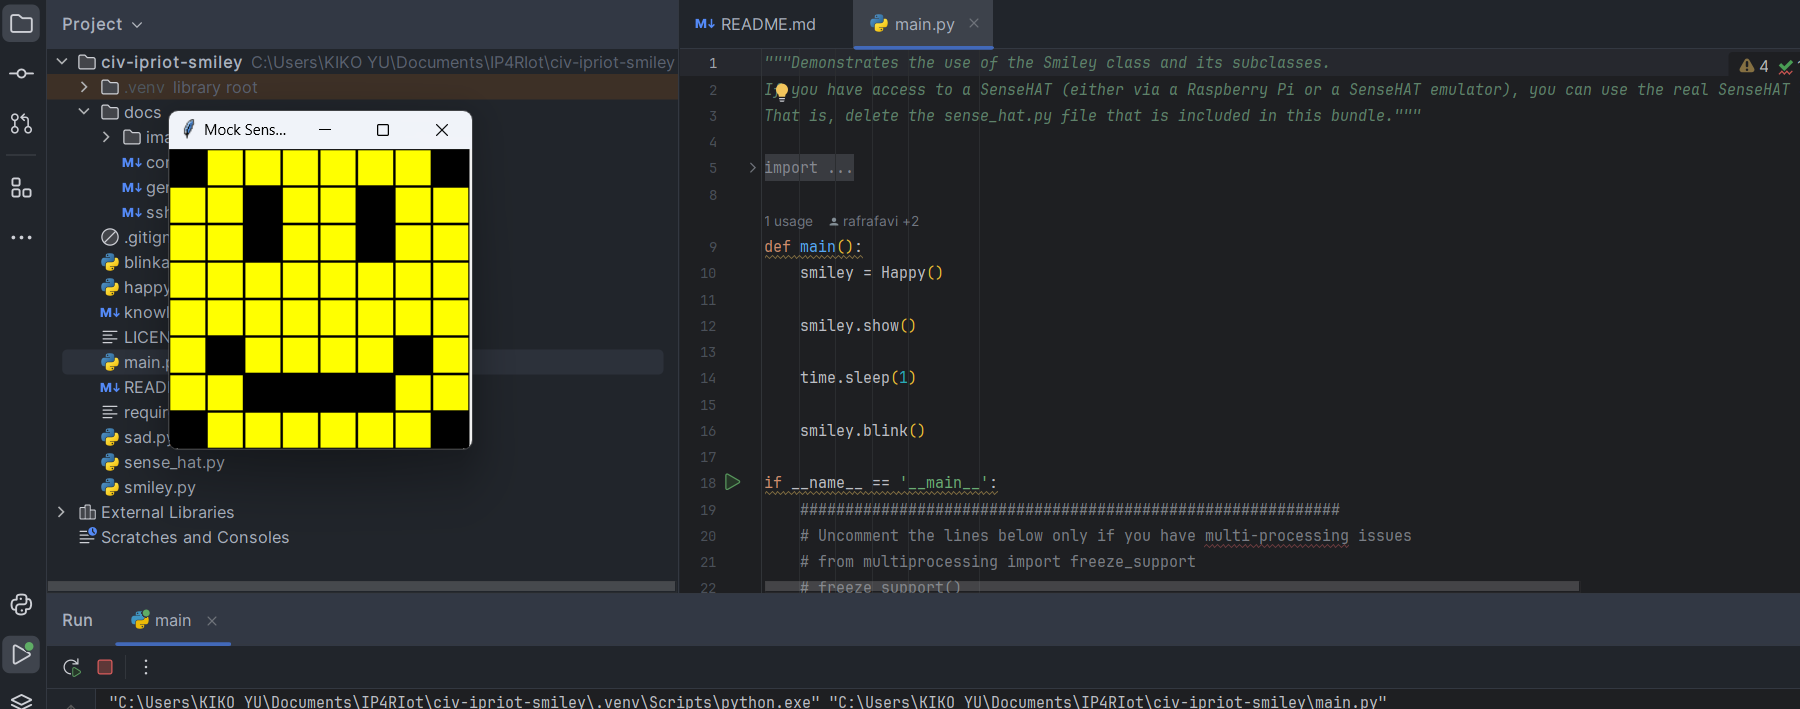 Project
README.md
main.py
civ-ipriot-smiley C:\Users\KIKO YU\Documents\IP4RIot\civ-ipriot-smiley
.venv library root
docs
Mock Sens...
.gitign
blinka
happy
knowl
LICEN
main.p
READ
requir
sad.py
sense_hat.py
smiley.py
External Libraries
Scratches and Consoles
4
1 """Demonstrates the use of the Smiley class and its subclasses.
2 If you have access to a SenseHAT (either via a Raspberry Pi or a SenseHAT emulator), you can use the real SenseHAT
3 That is, delete the sense_hat.py file that is included in this bundle."""
4
5 import ...
8
1 usage rafrafavi +2
9 def main():
10 smiley = Happy()
11
12 smiley.show()
13
14 time.sleep(1)
15
16 smiley.blink()
17
18 if __name__ == '__main__':
19 ############################################################
20 # Uncomment the lines below only if you have multi-processing issues
21 # from multiprocessing import freeze_support
22 # freeze_support()
Run
main
"C:\Users\KIKO YU\Documents\IP4RIot\civ-ipriot-smiley\.venv\Scripts\python.exe" "C:\Users\KIKO YU\Documents\IP4RIot\civ-ipriot-smiley\main.py"